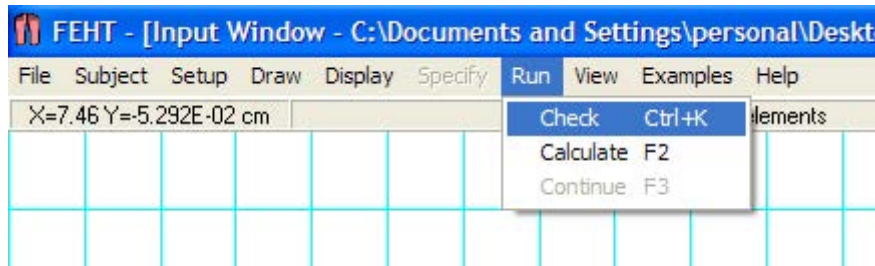 FEHT - [Input Window - C:\Documents and Settings\personal\Deskt
File Subject Setup Draw Display Specify Run View Examples Help
X=7.46 Y=-5.292E-02 cm
Check Ctrl+K
elements
Calculate F2
Continue F3